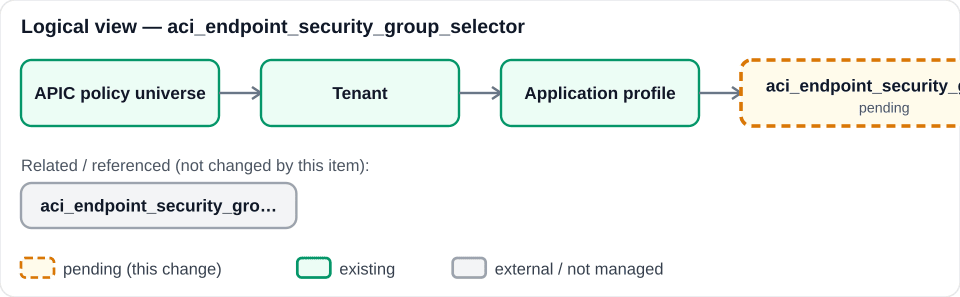 Logical view — aci_endpoint_security_group_selector
APIC policy universe
Tenant
Application profile
aci_endpoint_security_g
pending
Related / referenced (not changed by this item):
aci_endpoint_security_gro…
pending (this change)
existing
external / not managed